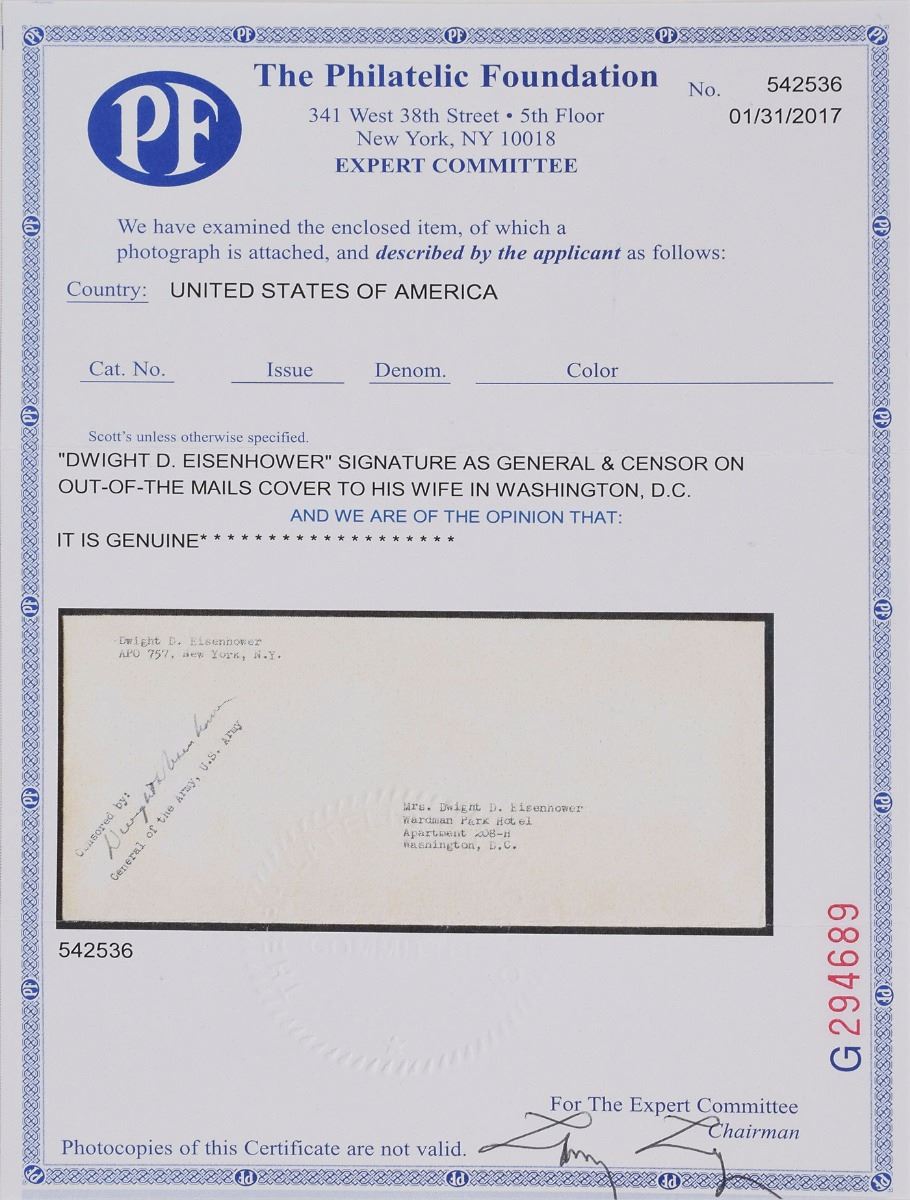 PF
The Philatelic Foundation
No. 542536
341 West 38th Street • 5th Floor
01/31/2017
New York, NY 10018
EXPERT COMMITTEE
We have examined the enclosed item, of which a
photograph is attached, and described by the applicant as follows:
Country: UNITED STATES OF AMERICA
Cat. No. Issue Denom. Color
Scott's unless otherwise specified.
"DWIGHT D. EISENHOWER" SIGNATURE AS GENERAL & CENSOR ON
OUT-OF-THE MAILS COVER TO HIS WIFE IN WASHINGTON, D.C.
AND WE ARE OF THE OPINION THAT:
IT IS GENUINE* * * * * * * * * * * * * * * * * * *
Dwight D. Eisenhower
APO 757, New York, N.Y.
Censored by:
Dwight D Eisenhower
General of the Army, U.S. Army
Mrs. Dwight D. Eisenhower
Wardman Park Hotel
Apartment 208-H
Washington, D.C.
542536
G 294689
For The Expert Committee
Chairman
Photocopies of this Certificate are not valid.